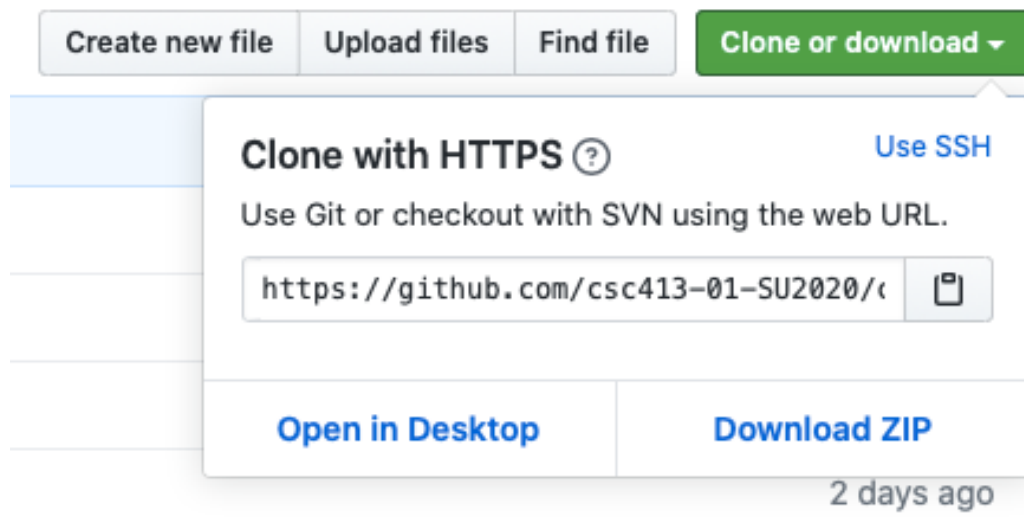 Create new file Upload files Find file Clone or download
Clone with HTTPS ? Use SSH
Use Git or checkout with SVN using the web URL.
https://github.com/csc413-01-SU2020/
Open in Desktop Download ZIP
2 days ago